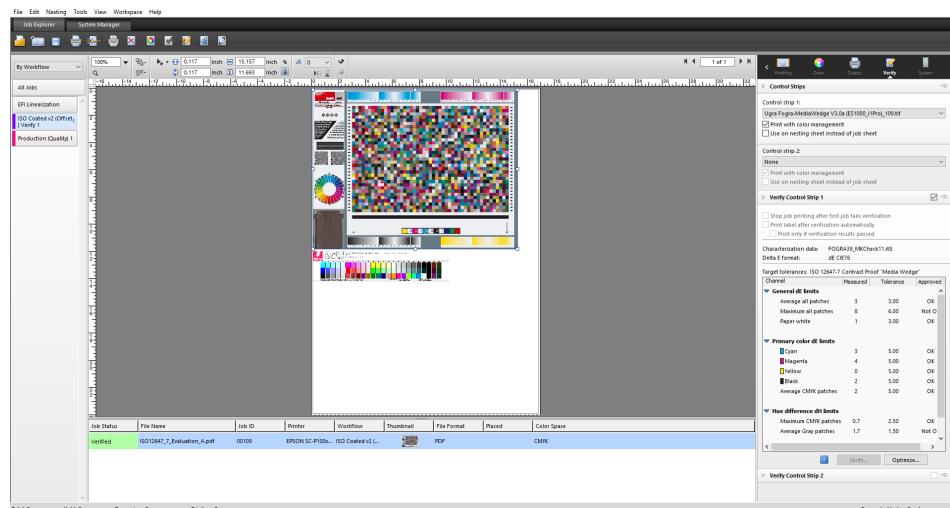 File Edit Nesting Tools View Workspace Help
Job Explorer System Manager
By Workflow
All Jobs
EFI Linearization
ISO Coated v2 (Offset)
| Verify 1
Production (Quality) 1
100% 0.117 inch 15.157 inch % 0
0.117 inch 11.693 inch
1 of 1
Job Status File Name Job ID Printer Workflow Thumbnail File Format Placed Color Space
Verified ISO12647_7_Evaluation_A.pdf 00109 EPSON SC-P100x... ISO Coated v2 (... PDF CMYK
Finishing Color Output Verify System
Control Strips
Control strip 1:
Ugra Fogra-MediaWedge V3.0a (ES1000_i1Proj_109.tif
Print with color management
Use on nesting sheet instead of job sheet
Control strip 2:
None
Print with color management
Use on nesting sheet instead of job sheet
Verify Control Strip 1
Stop job printing after first job fails verification
Print label after verification automatically
Print only if verification results passed
Characterization data: FOGRA39_MKCheck11.it8
Delta E format: dE CIE76
Target tolerances: ISO 12647-7 Contract Proof "Media Wedge"
Channel Measured Tolerance Approved
General dE limits
Average all patches 3 3.00 OK
Maximum all patches 8 6.00 Not O
Paper white 1 3.00 OK
Primary color dE limits
Cyan 3 5.00 OK
Magenta 4 5.00 OK
Yellow 0 5.00 OK
Black 2 5.00 OK
Average CMYK patches 2 5.00 OK
Hue difference dH limits
Maximum CMYK patches 0.7 2.50 OK
Average Gray patches 1.7 1.50 Not O
Verify... Optimize...
Verify Control Strip 2